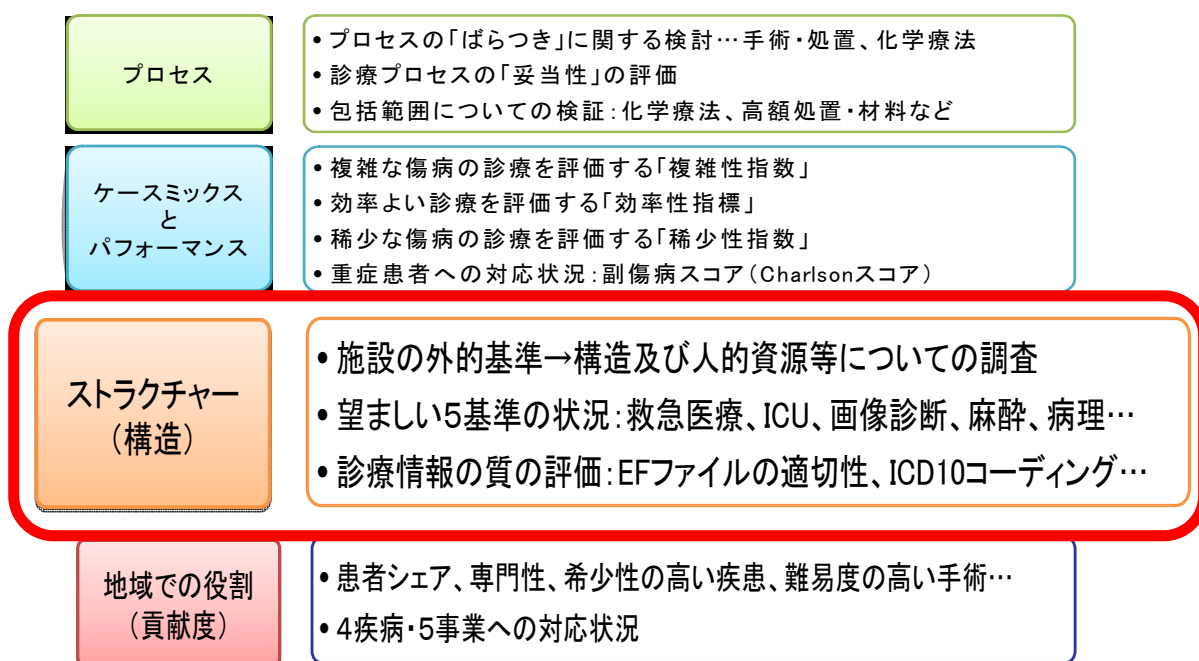 プロセス
•プロセスの「ばらつき」に関する検討…手術・処置、化学療法
•診療プロセスの「妥当性」の評価
•包括範囲についての検証:化学療法、高額処置・材料など
ケースミックス
と
パフォーマンス
•複雑な傷病の診療を評価する「複雑性指数」
•効率よい診療を評価する「効率性指標」
•稀少な傷病の診療を評価する「稀少性指数」
•重症患者への対応状況:副傷病スコア(Charlsonスコア)
ストラクチャー
(構造)
•施設の外的基準→構造及び人的資源等についての調査
•望ましい5基準の状況:救急医療、ICU、画像診断、麻酔、病理…
•診療情報の質の評価:EFファイルの適切性、ICD10コーディング…
地域での役割
(貢献度)
•患者シェア、専門性、希少性の高い疾患、難易度の高い手術…
•4疾病・5事業への対応状況